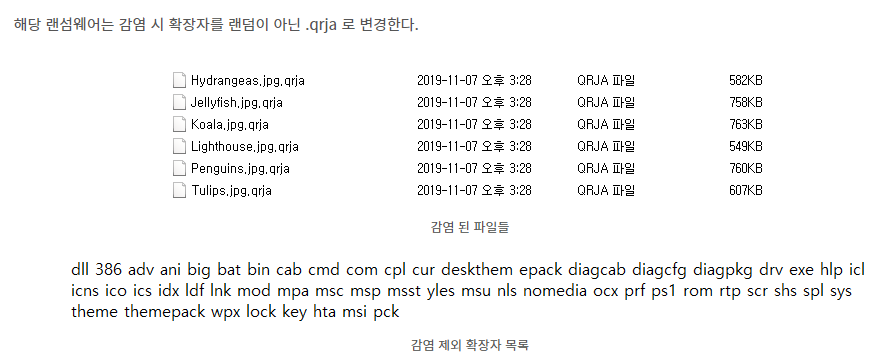 해당 랜섬웨어는 감염 시 확장자를 랜덤이 아닌 .qrja 로 변경한다.
Hydrangeas.jpg.qrja 2019-11-07 오후 3:28 QRJA 파일 582KB
Jellyfish.jpg.qrja 2019-11-07 오후 3:28 QRJA 파일 758KB
Koala.jpg.qrja 2019-11-07 오후 3:28 QRJA 파일 763KB
Lighthouse.jpg.qrja 2019-11-07 오후 3:28 QRJA 파일 549KB
Penguins.jpg.qrja 2019-11-07 오후 3:28 QRJA 파일 760KB
Tulips.jpg.qrja 2019-11-07 오후 3:28 QRJA 파일 607KB
감염 된 파일들
dll 386 adv ani big bat bin cab cmd com cpl cur deskthem epack diagcab diagcfg diagpkg drv exe hlp icl
icns ico ics idx ldf lnk mod mpa msc msp msst yles msu nls nomedia ocx prf ps1 rom rtp scr shs spl sys
theme themepack wpx lock key hta msi pck
감염 제외 확장자 목록